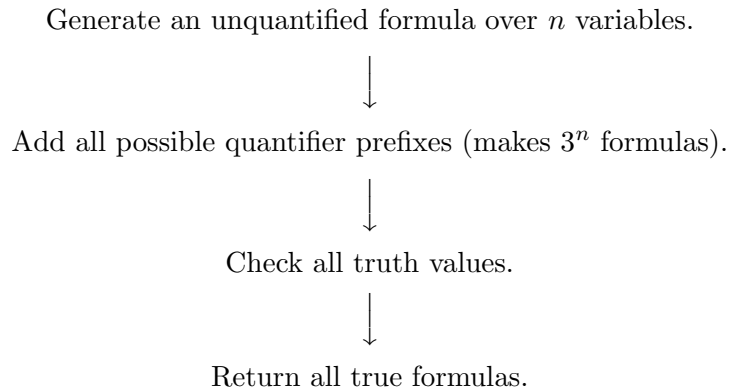 Generate an unquantified formula over n variables.
Add all possible quantifier prefixes (makes 3ⁿ formulas).
Check all truth values.
Return all true formulas.